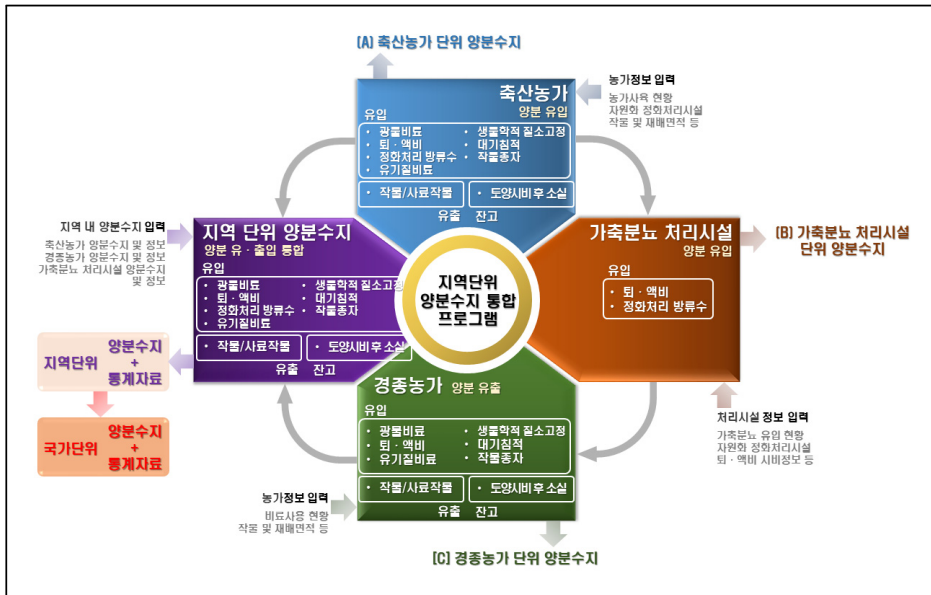 [A] 축산농가 단위 양분수지
축산농가
양분 유입
유입
• 광물비료
• 퇴 · 액비
• 정화처리 방류수
• 유기질비료
• 생물학적 질소고정
• 대기침적
• 작물종자
• 작물/사료작물
• 토양시비 후 소실
유출 잔고
농가정보 입력
농가사육 현황
자원화 정화처리시설
작물 및 재배면적 등
지역 내 양분수지 입력
축산농가 양분수지 및 정보
경종농가 양분수지 및 정보
가축분뇨 처리시설 양분수지
및 정보
지역 단위 양분수지
양분 유 · 출입 통합
유입
• 광물비료
• 퇴 · 액비
• 정화처리 방류수
• 유기질비료
• 생물학적 질소고정
• 대기침적
• 작물종자
• 작물/사료작물
• 토양시비 후 소실
유출 잔고
지역단위
양분수지 통합
프로그램
가축분뇨 처리시설
양분 유입
유입
• 퇴 · 액비
• 정화처리 방류수
[B] 가축분뇨 처리시설
단위 양분수지
지역단위 양분수지
+
통계자료
국가단위 양분수지
+
통계자료
경종농가 양분 유출
유입
• 광물비료
• 퇴 · 액비
• 유기질비료
• 생물학적 질소고정
• 대기침적
• 작물종자
• 작물/사료작물
• 토양시비 후 소실
유출 잔고
처리시설 정보 입력
가축분뇨 유입 현황
자원화 정화처리시설
퇴 · 액비 시비정보 등
농가정보 입력
비료사용 현황
작물 및 재배면적 등
[C] 경종농가 단위 양분수지